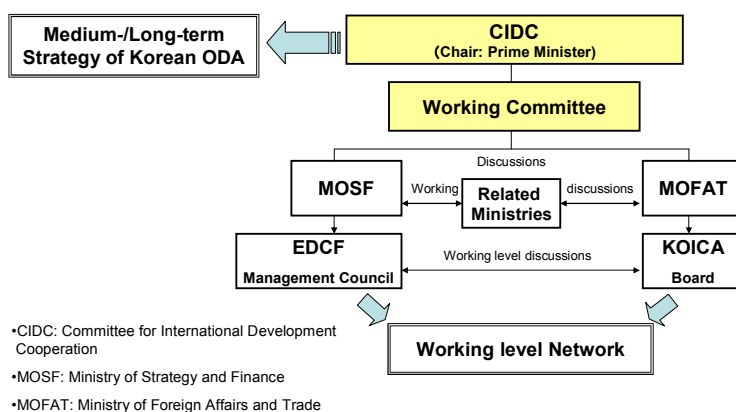 Medium-/Long-term
Strategy of Korean ODA
CIDC
(Chair: Prime Minister)
Working Committee
Discussions
MOSF
Working
Related
Ministries
discussions
MOFAT
EDCF
Management Council
Working level discussions
KOICA
Board
Working level Network
•CIDC: Committee for International Development
Cooperation
•MOSF: Ministry of Strategy and Finance
•MOFAT: Ministry of Foreign Affairs and Trade